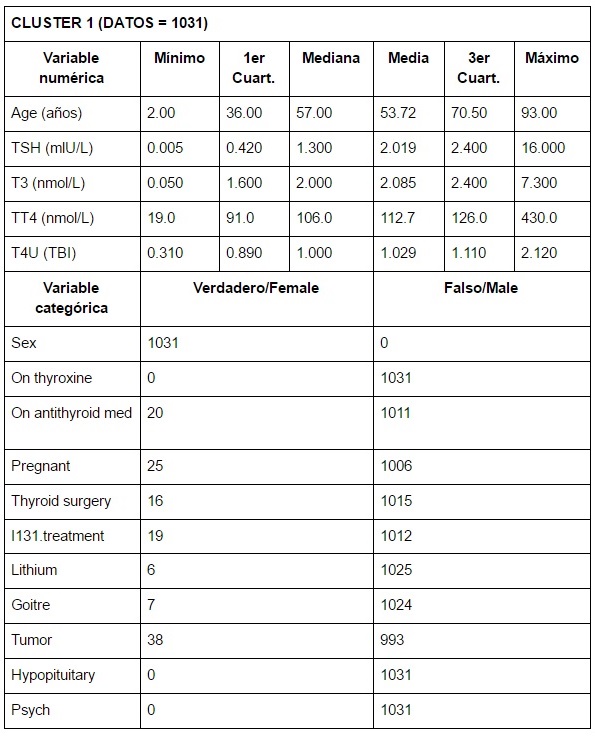 CLUSTER 1 (DATOS = 1031)
Variable numérica Mínimo 1er Cuart. Mediana Media 3er Cuart. Máximo
Age (años) 2.00 36.00 57.00 53.72 70.50 93.00
TSH (mIU/L) 0.005 0.420 1.300 2.019 2.400 16.000
T3 (nmol/L) 0.050 1.600 2.000 2.085 2.400 7.300
TT4 (nmol/L) 19.0 91.0 106.0 112.7 126.0 430.0
T4U (TBI) 0.310 0.890 1.000 1.029 1.110 2.120
Variable categórica Verdadero/Female Falso/Male
Sex 1031 0
On thyroxine 0 1031
On antithyroid med 20 1011
Pregnant 25 1006
Thyroid surgery 16 1015
I131.treatment 19 1012
Lithium 6 1025
Goitre 7 1024
Tumor 38 993
Hypopituitary 0 1031
Psych 0 1031